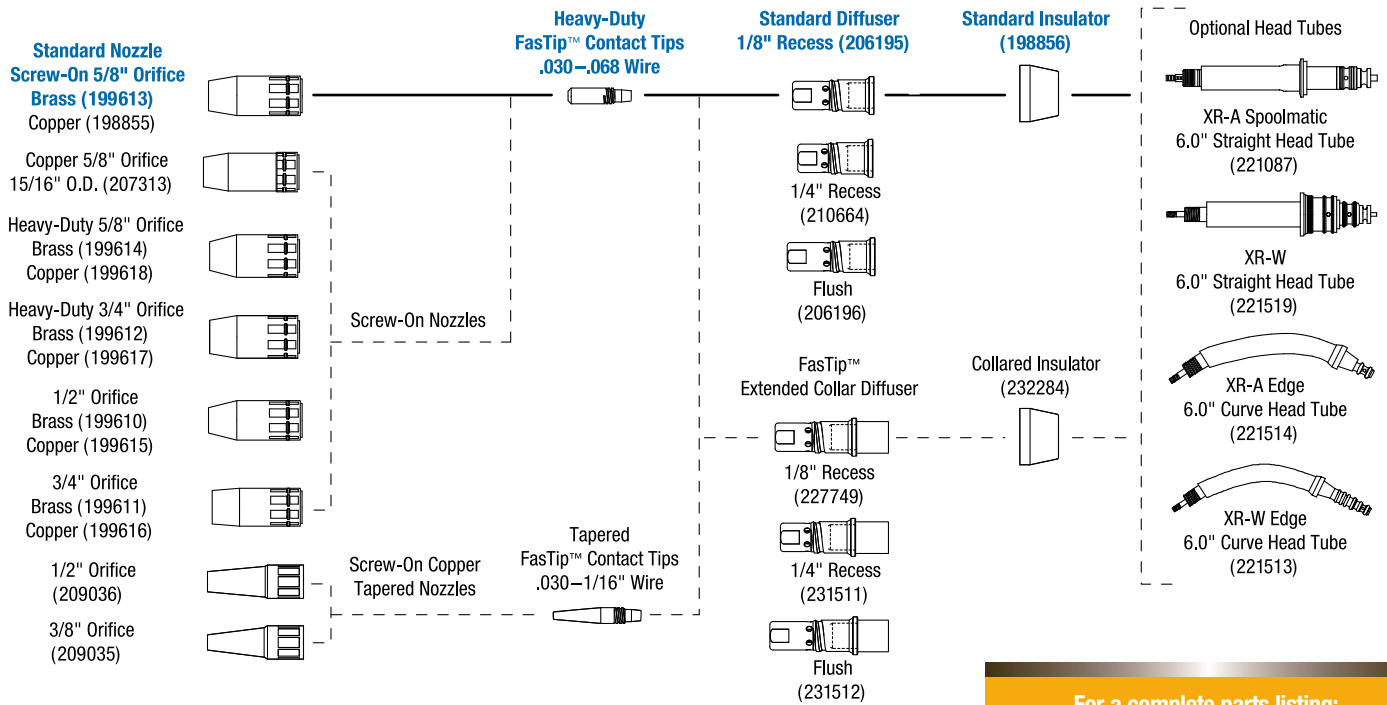 Standard Nozzle
Screw-On 5/8" Orifice
Brass (199613)
Copper (198855)
Copper 5/8" Orifice
15/16" O.D. (207313)
Heavy-Duty 5/8" Orifice
Brass (199614)
Copper (199618)
Heavy-Duty 3/4" Orifice
Brass (199612)
Copper (199617)
1/2" Orifice
Brass (199610)
Copper (199615)
3/4" Orifice
Brass (199611)
Copper (199616)
1/2" Orifice
(209036)
3/8" Orifice
(209035)
Screw-On Nozzles
Screw-On Copper
Tapered Nozzles
Heavy-Duty
FasTip™ Contact Tips
.030–.068 Wire
Tapered
FasTip™ Contact Tips
.030–1/16" Wire
Standard Diffuser
1/8" Recess (206195)
1/4" Recess
(210664)
Flush
(206196)
FasTip™
Extended Collar Diffuser
1/8" Recess
(227749)
1/4" Recess
(231511)
Flush
(231512)
Standard Insulator
(198856)
Collared Insulator
(232284)
Optional Head Tubes
XR-A Spoolmatic
6.0" Straight Head Tube
(221087)
XR-W
6.0" Straight Head Tube
(221519)
XR-A Edge
6.0" Curve Head Tube
(221514)
XR-W Edge
6.0" Curve Head Tube
(221513)
For a complete parts listing: